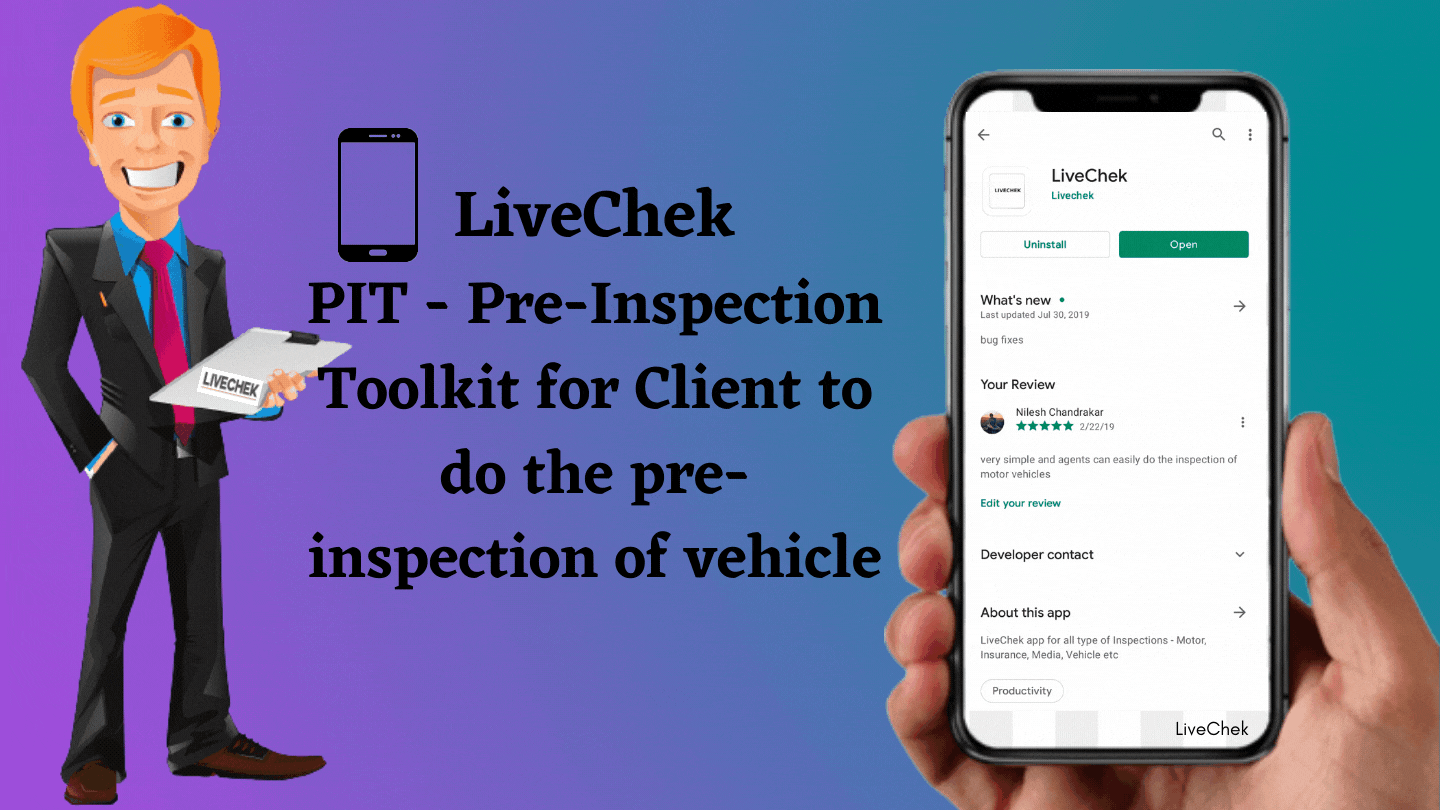 LiveChek
PIT - Pre-Inspection
Toolkit for Client to
do the pre-
inspection of vehicle
LIVECHEK
LiveChek
LIVECHEK
Livechek
Uninstall
Open
What's new
Last updated Jul 30, 2019
bug fixes
Your Review
Nilesh Chandrakar
2/22/19
very simple and agents can easily do the inspection of
motor vehicles
Edit your review
Developer contact
About this app
LiveChek app for all type of Inspections - Motor,
Insurance, Media, Vehicle etc
Productivity
LiveChek